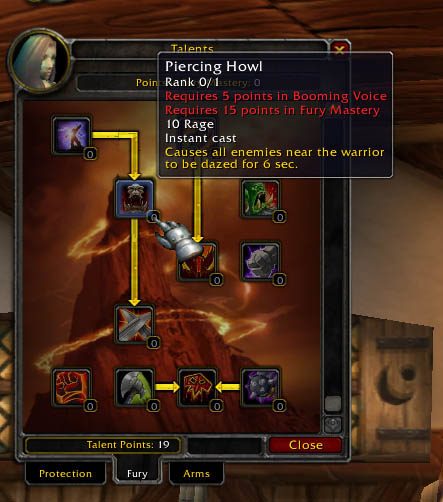 Talents
Piercing Howl
Rank 0/1
Requires 5 points in Booming Voice
Requires 15 points in Fury Mastery
10 Rage
Instant cast
Causes all enemies near the warrior
to be dazed for 6 sec.
Poin
tery: 0
0
0
0
0
0
0
0
0
0
0
Talent Points: 19
Close
Protection
Fury
Arms